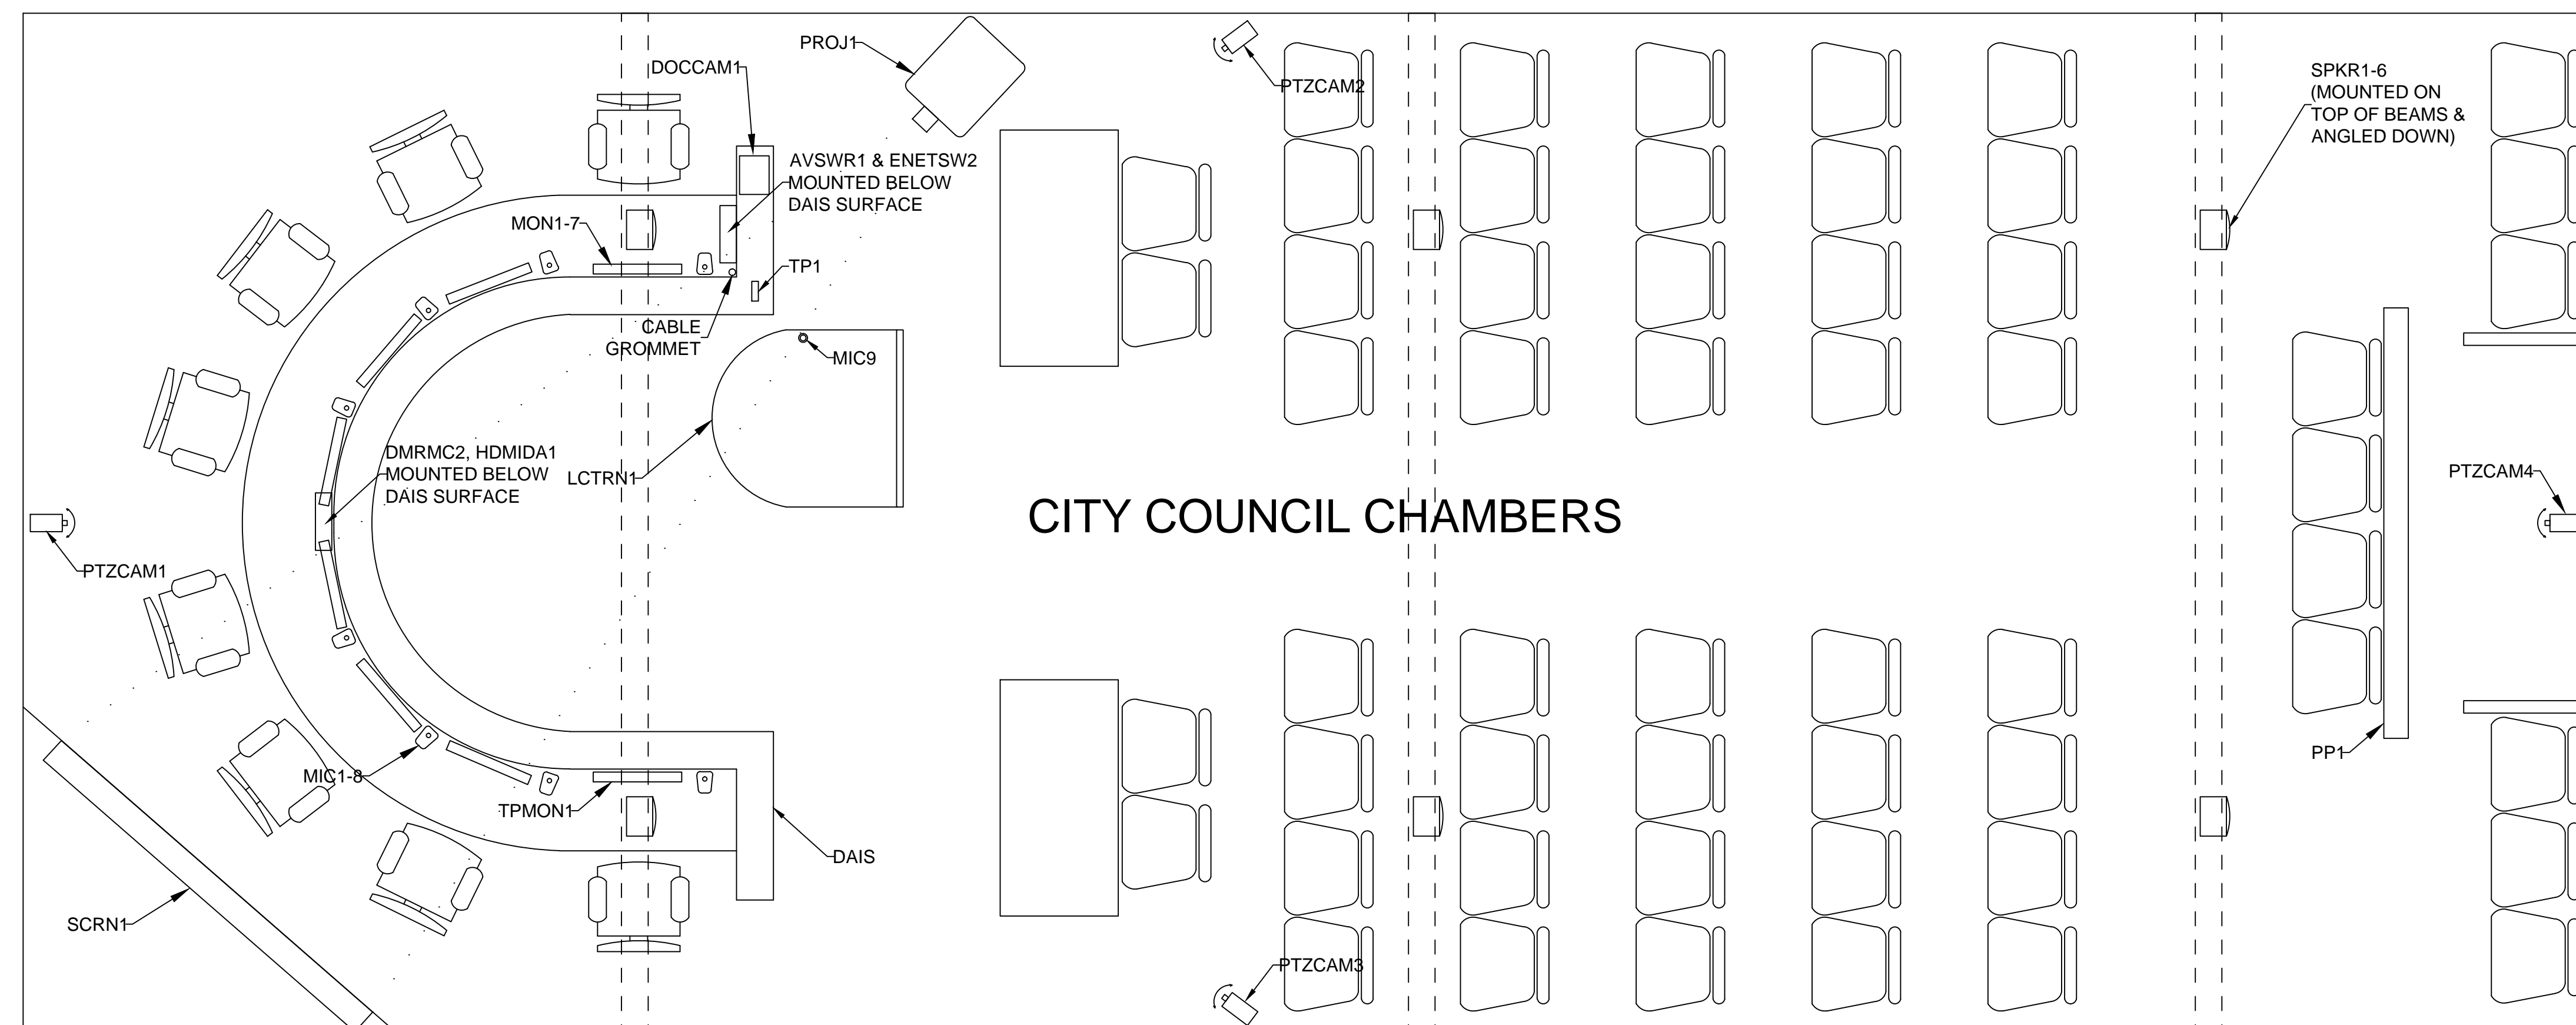 PROJ1
DOCCAM1
PTZCAM2
SPKR1-6
(MOUNTED ON
TOP OF BEAMS &
ANGLED DOWN)
AVSWR1 & ENETSW2
MOUNTED BELOW
DAIS SURFACE
MON1-7
TP1
CABLE
GROMMET
MIC9
DMRMC2, HDMIDA1
MOUNTED BELOW
DAIS SURFACE
LCTRN1
CITY COUNCIL CHAMBERS
PTZCAM4
PTZCAM1
PP1
MIC1-8
TPMON1
DAIS
SCRN1
PTZCAM3